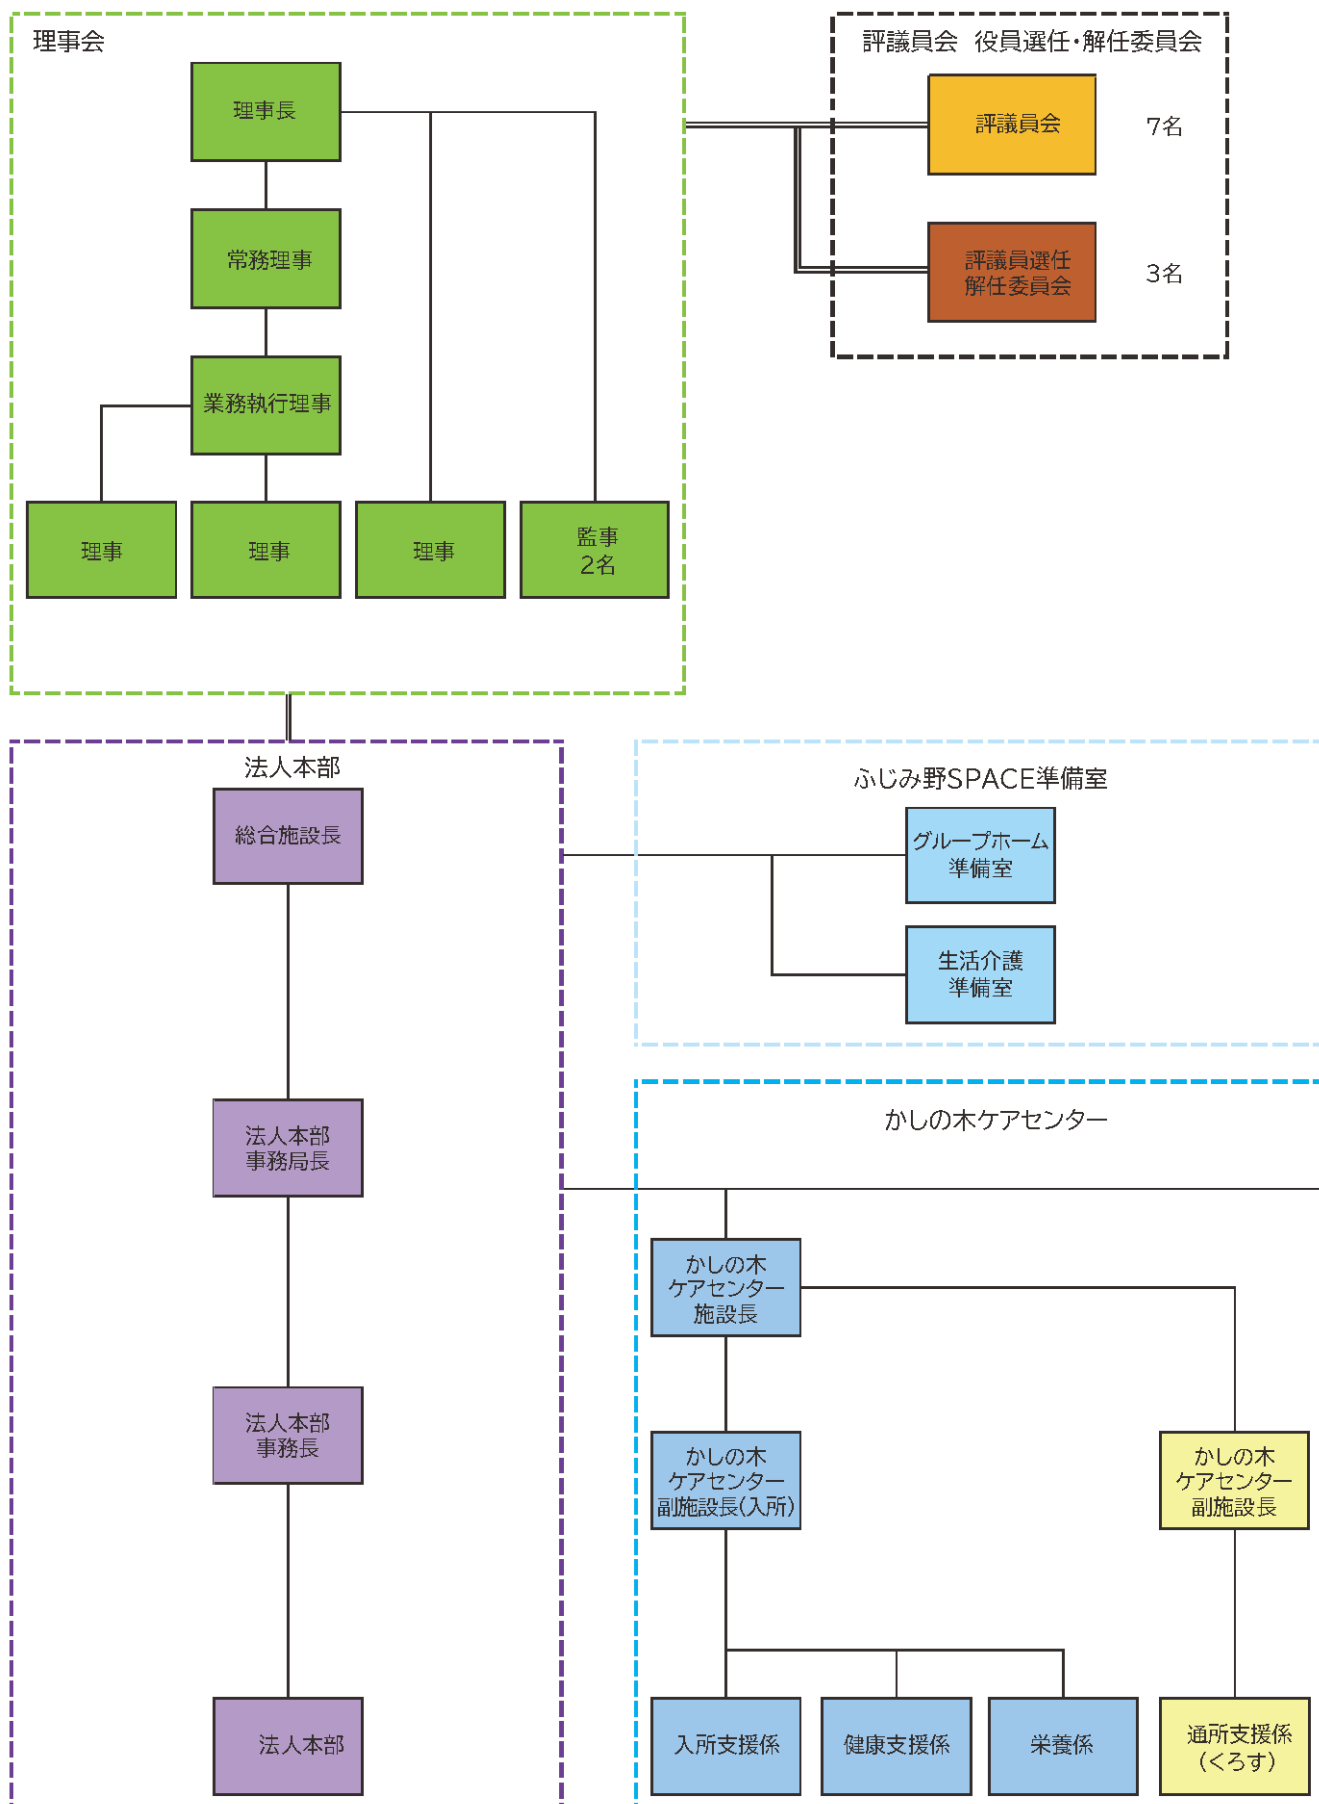 理事会
理事長
常務理事
業務執行理事
理事
理事
理事
監事
2名
評議員会 役員選任・解任委員会
評議員会
7名
評議員選任
解任委員会
3名
法人本部
総合施設長
法人本部
事務局長
法人本部
事務長
法人本部
ふじみ野SPACE準備室
グループホーム
準備室
生活介護
準備室
かしの木ケアセンター
かしの木
ケアセンター
施設長
かしの木
ケアセンター
副施設長(入所)
かしの木
ケアセンター
副施設長
入所支援係
健康支援係
栄養係
通所支援係
(くろす)